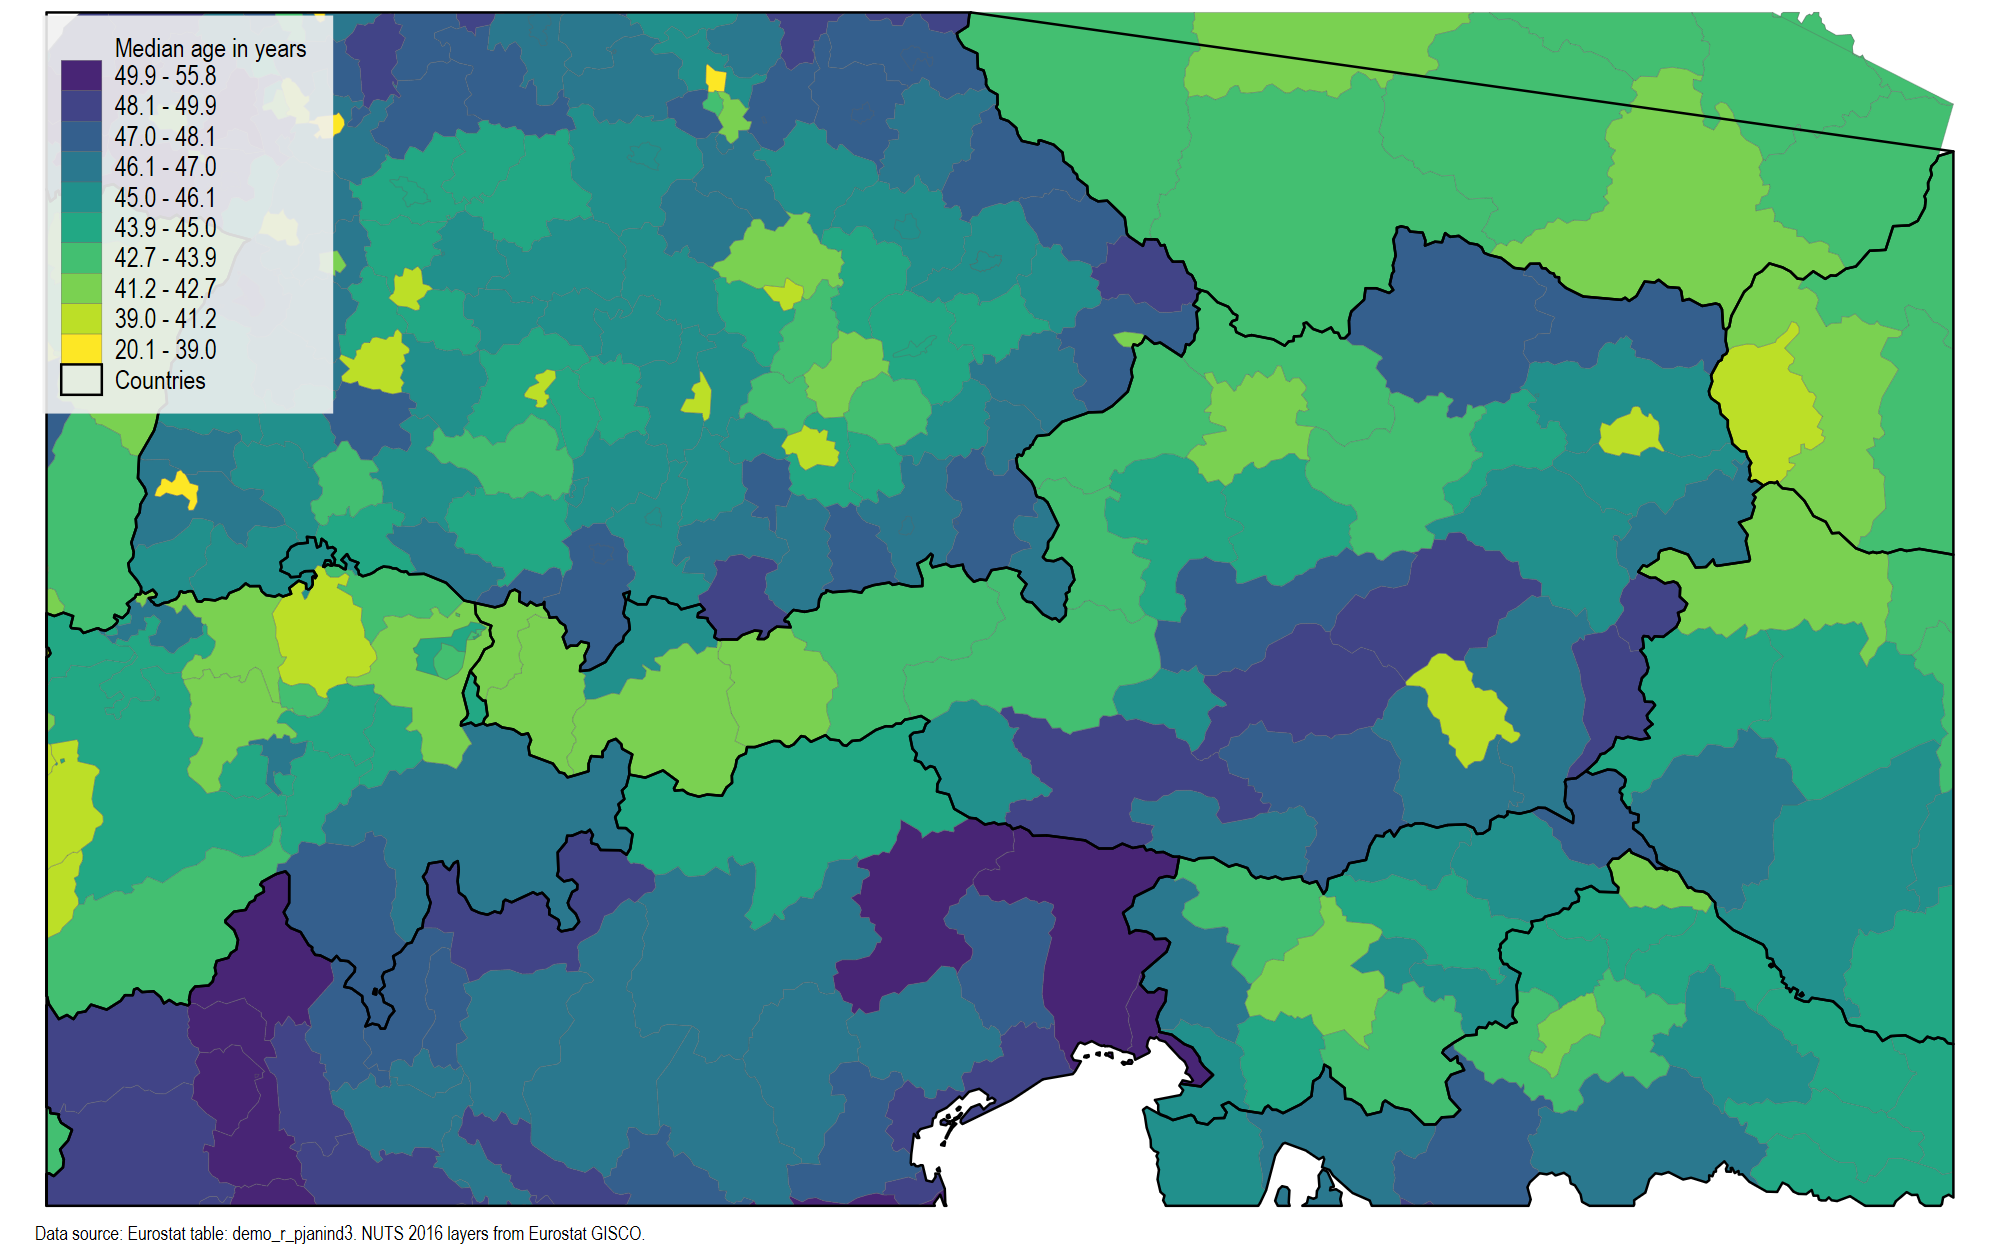 Median age in years
49.9 - 55.8
48.1 - 49.9
47.0 - 48.1
46.1 - 47.0
45.0 - 46.1
43.9 - 45.0
42.7 - 43.9
41.2 - 42.7
39.0 - 41.2
20.1 - 39.0
Countries
Data source: Eurostat table: demo_r_pjanind3. NUTS 2016 layers from Eurostat GISCO.